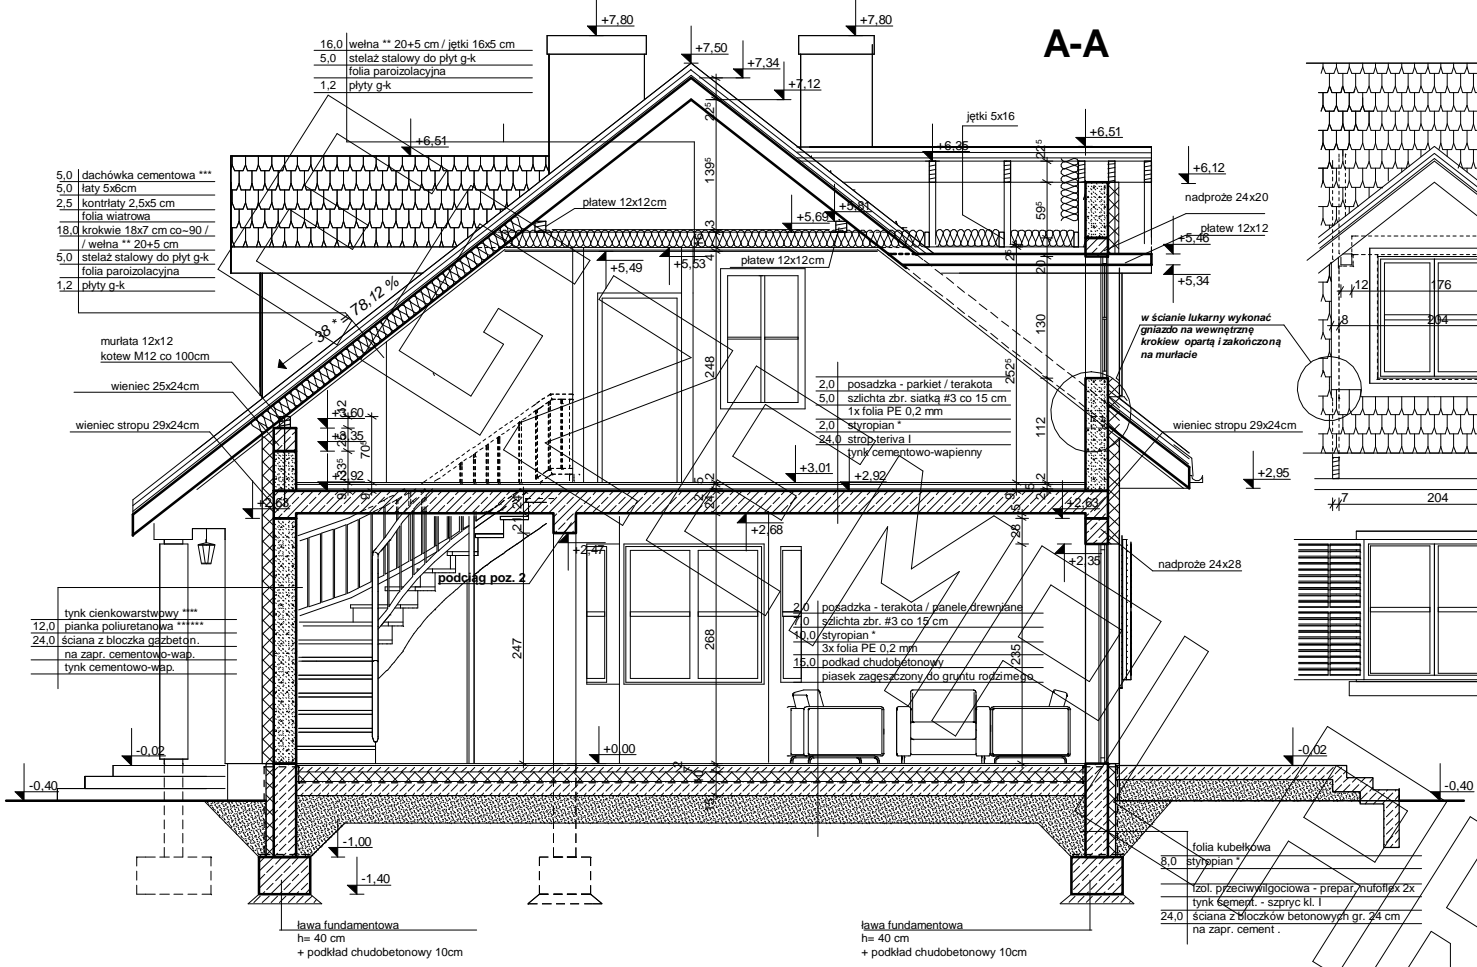 A-A
+7,80
+7,80
+7,50
+7,34
+7,12
16,0 wełna ** 20+5 cm / jętki 16x5 cm
5,0 stelaż stalowy do płyt g-k
folia paroizolacyjna
1,2 płyty g-k
+6,51
jętki 5x16
+6,35
+6,51
+6,12
22⁵
22⁵
139⁵
59⁵
5,0 dachówka cementowa ***
5,0 łaty 5x6cm
2,5 kontrłaty 2,5x5 cm
folia wiatrowa
18,0 krokwie 18x7 cm co~90 /
/ wełna ** 20+5 cm
5,0 stelaż stalowy do płyt g-k
folia paroizolacyjna
1,2 płyty g-k
płatew 12x12cm
+5,81
+5,69
nadproże 24x20
płatew 12x12
+5,46
+5,34
płatew 12x12cm
+5,49
+5,53
20
38 * = 78,12 %
w ścianie lukarny wykonać
gniazdo na wewnętrznę
krokiew opartą i zakończoną
na murłacie
12
176
8
204
murłata 12x12
kotew M12 co 100cm
wieniec 25x24cm
wieniec stropu 29x24cm
130
248
252⁵
112
2,0 posadzka - parkiet / terakota
5,0 szlichta zbr. siatką #3 co 15 cm
1x folia PE 0,2 mm
2,0 styropian *
24,0 strop teriva I
tynk cementowo-wapienny
+3,60
+3,35
70⁵
+2,92
+3,01
+2,92
wieniec stropu 29x24cm
+2,95
7
204
+2,63
+2,63
+2,68
+2,47
+2,35
28
podciąg poz. 2
nadproże 24x28
tynk cienkowarstwowy ****
12,0 pianka poliuretanowa ******
24,0 ściana z bloczka gazbeton.
na zapr. cementowo-wap.
tynk cementowo-wap.
247
268
235
2,0 posadzka - terakota / panele drewniane
7,0 szlichta zbr. #3 co 15 cm
10,0 styropian *
3x folia PE 0,2 mm
15,0 podkad chudobetonowy
piasek zagęszczony do gruntu rodzimego
-0,02
+0,00
-0,02
-0,40
-0,40
15
-1,00
-1,40
folia kubełkowa
8,0 styropian *
Izol. przeciwwilgociowa - prepar. nufoflex 2x
tynk cement. - szpryc kl. I
24,0 ściana z bloczków betonowych gr. 24 cm
na zapr. cement .
ława fundamentowa
h= 40 cm
+ podkład chudobetonowy 10cm
ława fundamentowa
h= 40 cm
+ podkład chudobetonowy 10cm